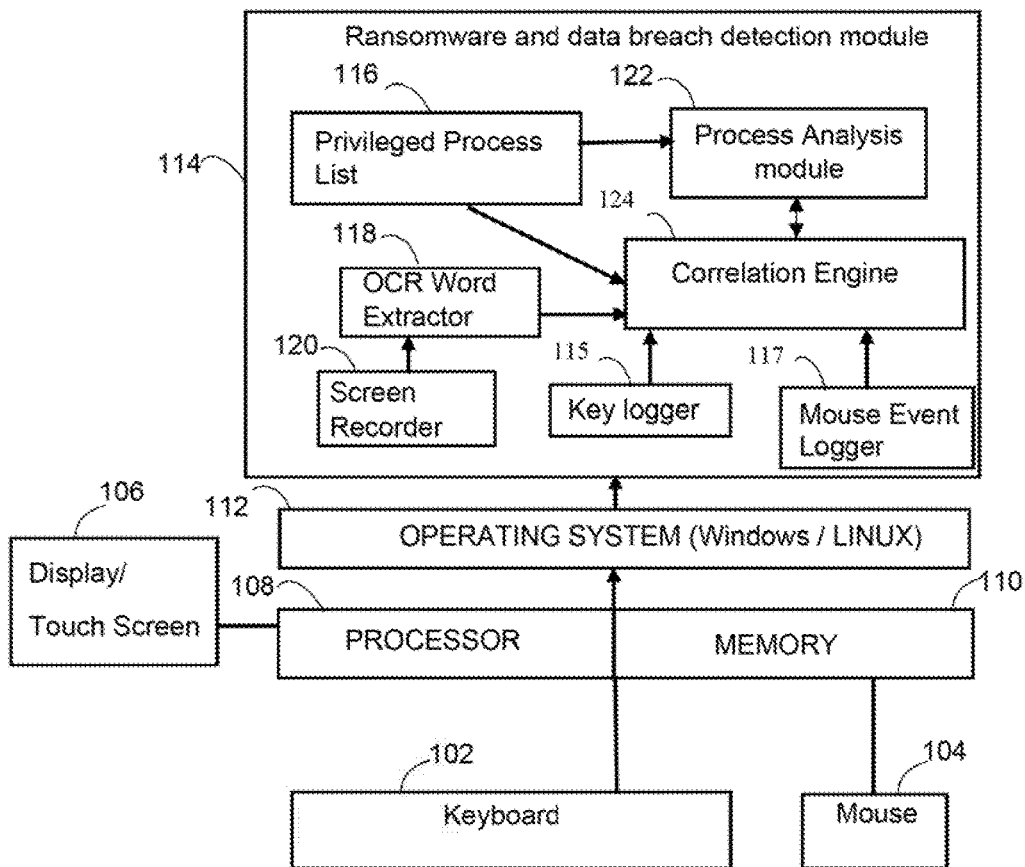 Ransomware and data breach detection module
116
122
Privileged Process
List
Process Analysis
module
114
124
118
OCR Word
Extractor
Correlation Engine
120
115
117
Screen
Recorder
Key logger
Mouse Event
Logger
106
112
OPERATING SYSTEM (Windows / LINUX)
Display/
Touch Screen
108
110
PROCESSOR
MEMORY
102
104
Keyboard
Mouse